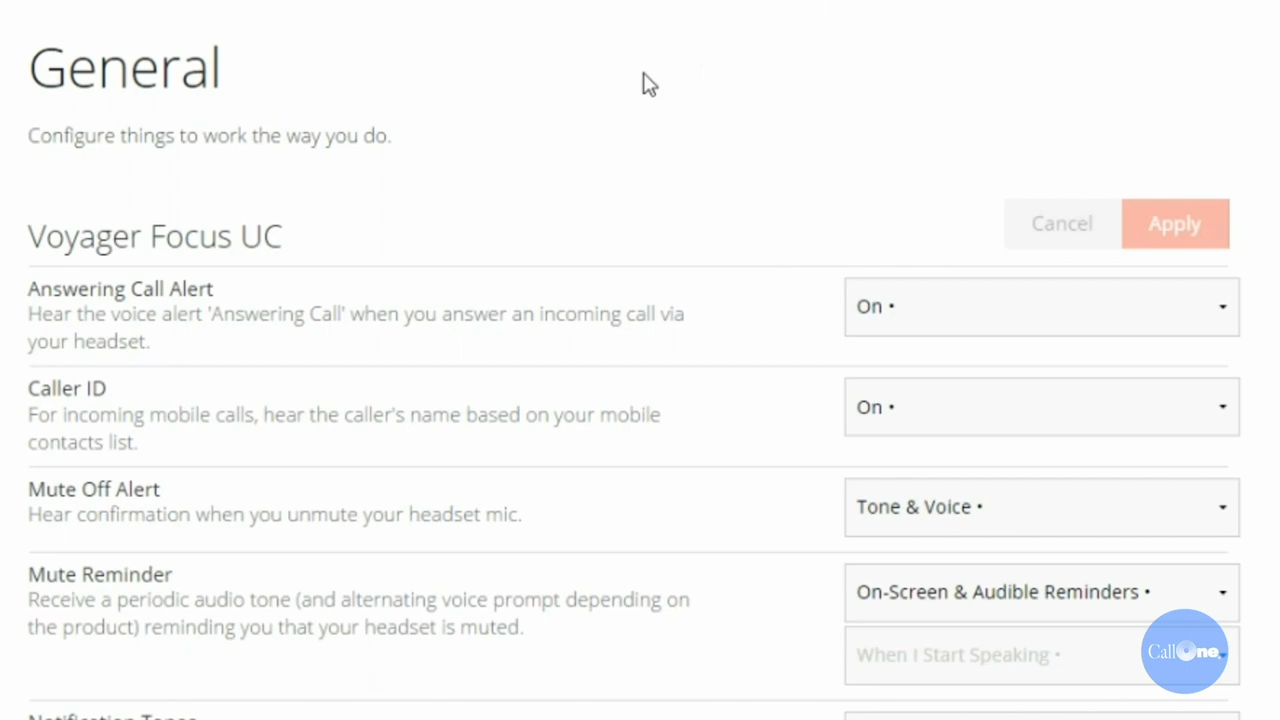 General
Configure things to work the way you do.
Voyager Focus UC
Cancel
Apply
Answering Call Alert
Hear the voice alert 'Answering Call' when you answer an incoming call via
your headset.
On •
Caller ID
For incoming mobile calls, hear the caller's name based on your mobile
contacts list.
On •
Mute Off Alert
Hear confirmation when you unmute your headset mic.
Tone & Voice •
Mute Reminder
Receive a periodic audio tone (and alternating voice prompt depending on
the product) reminding you that your headset is muted.
On-Screen & Audible Reminders •
When I Start Speaking •
CallOne